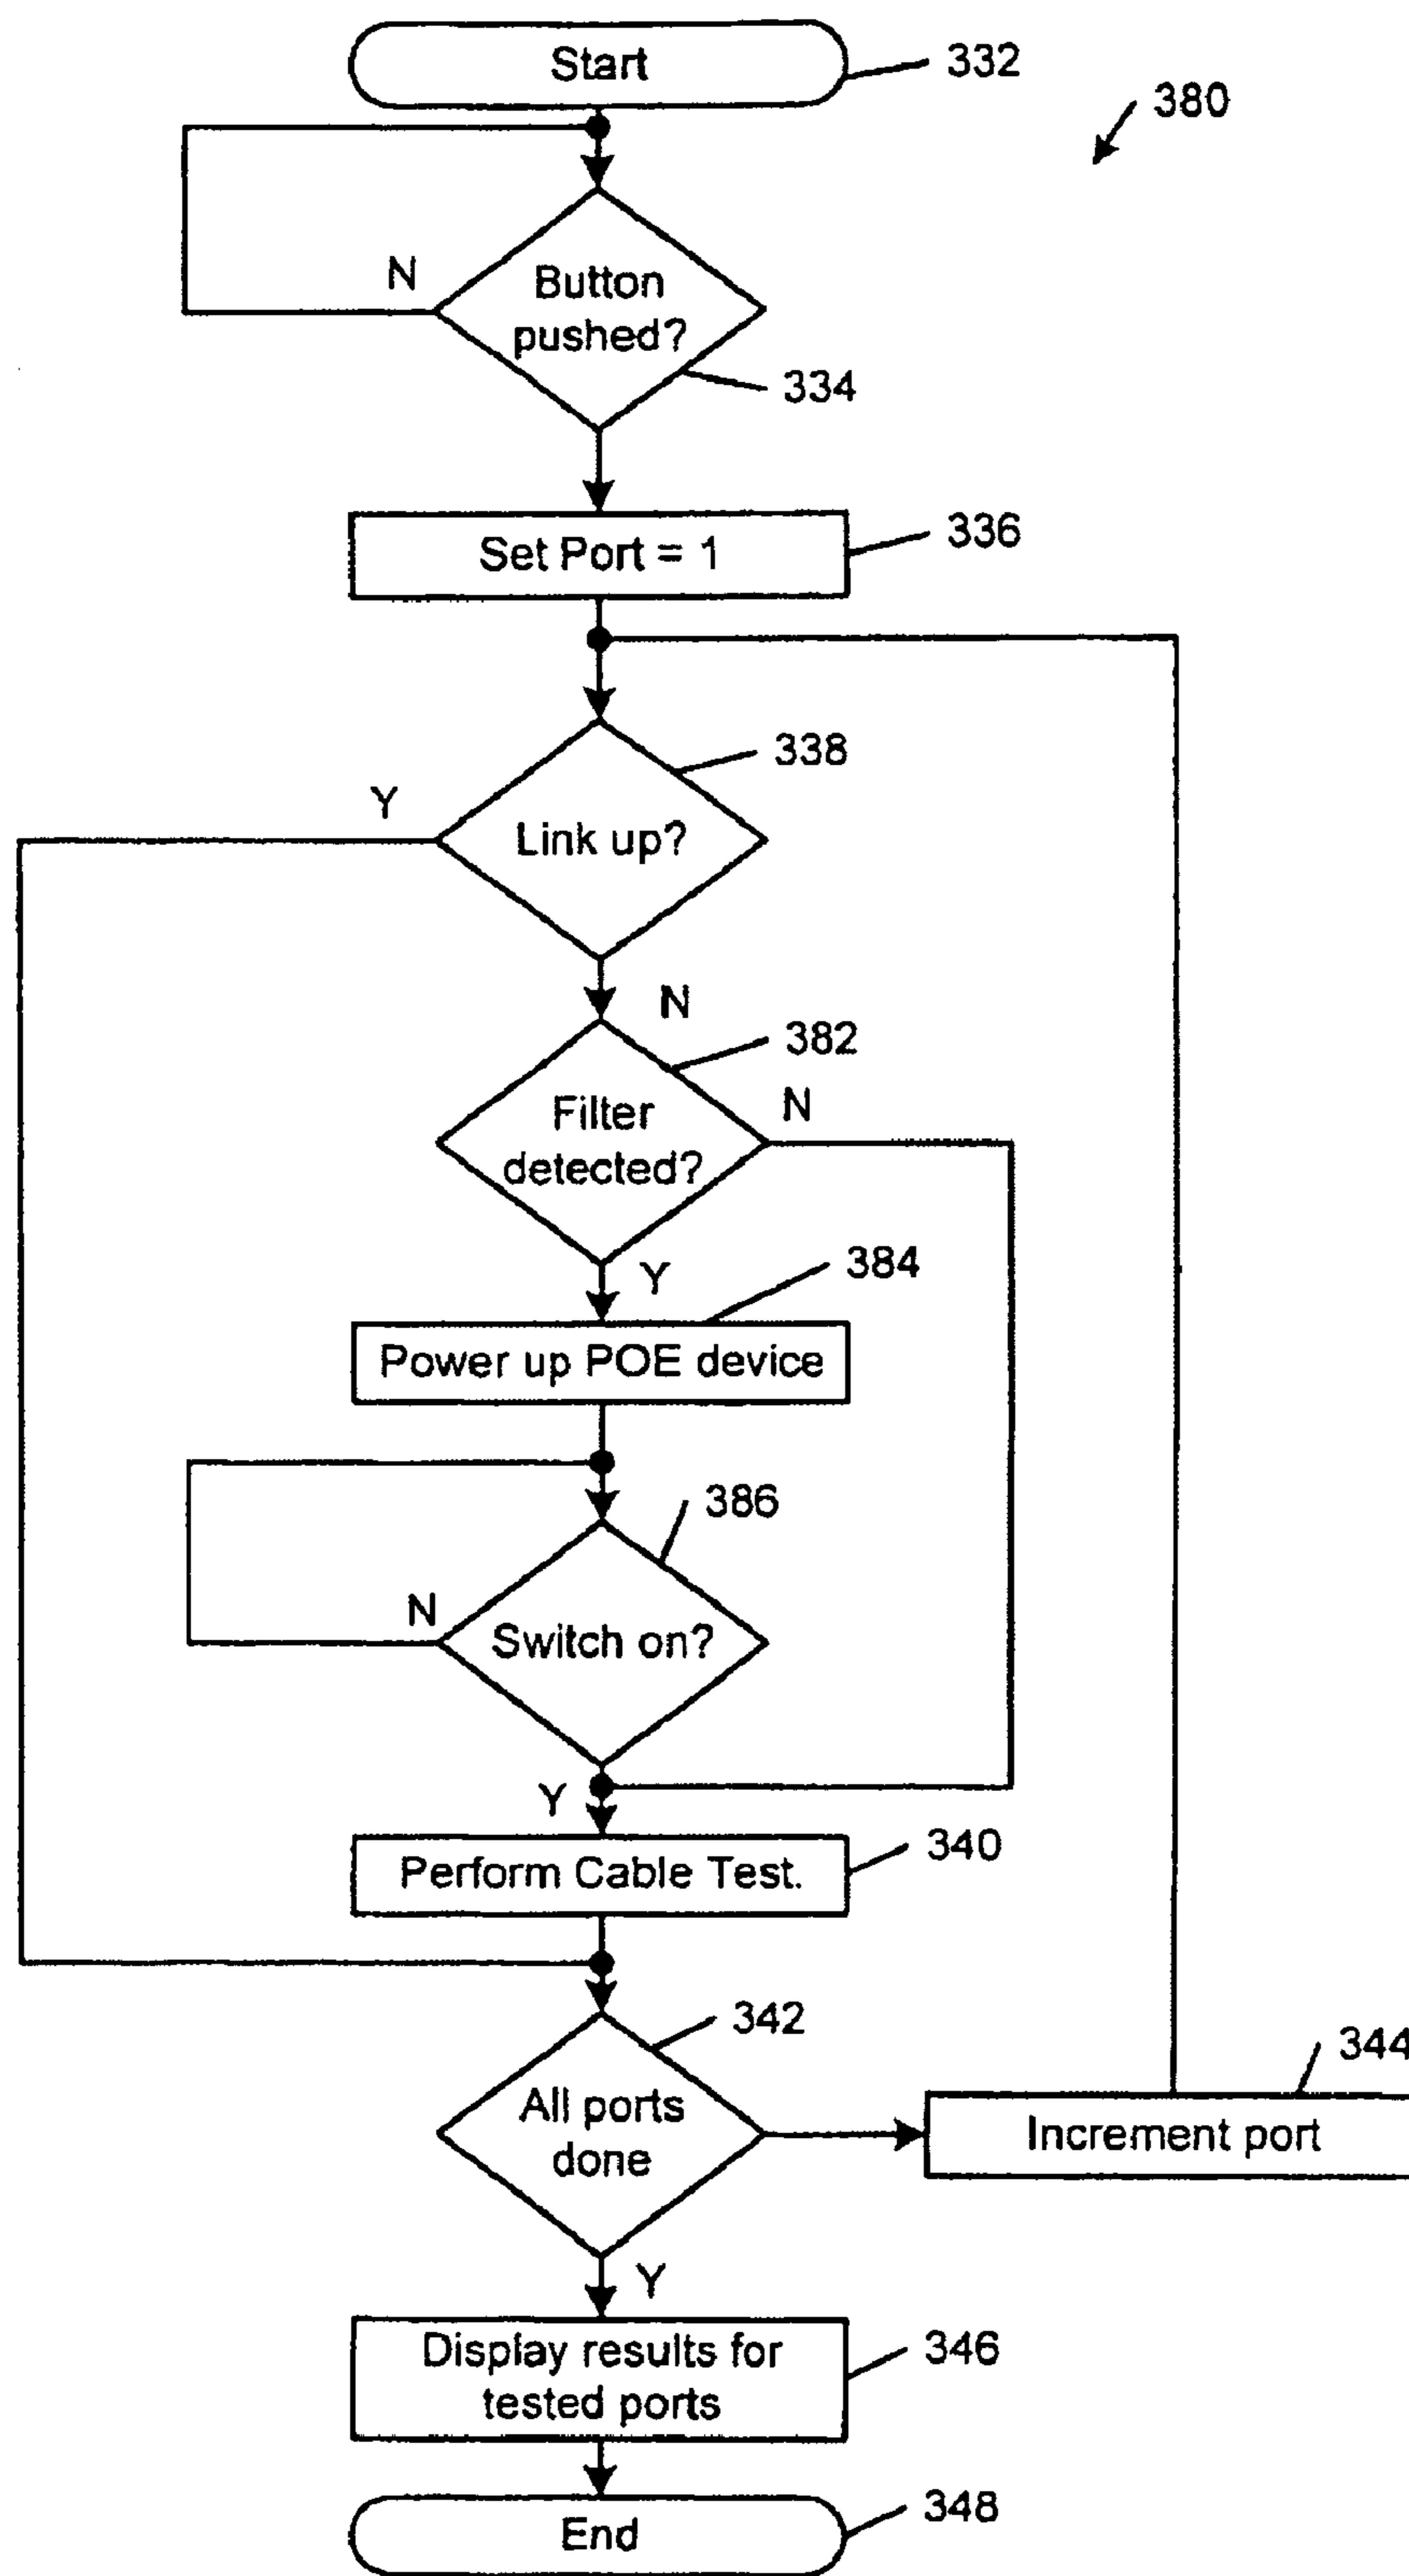 Start
332
380
N
Button
pushed?
334
Set Port = 1
336
338
Y
Link up?
N
382
N
Filter
detected?
384
Y
Power up POE device
386
N
Switch on?
Y
340
Perform Cable Test.
342
344
All ports
done
Increment port
Y
Display results for
tested ports
346
348
End